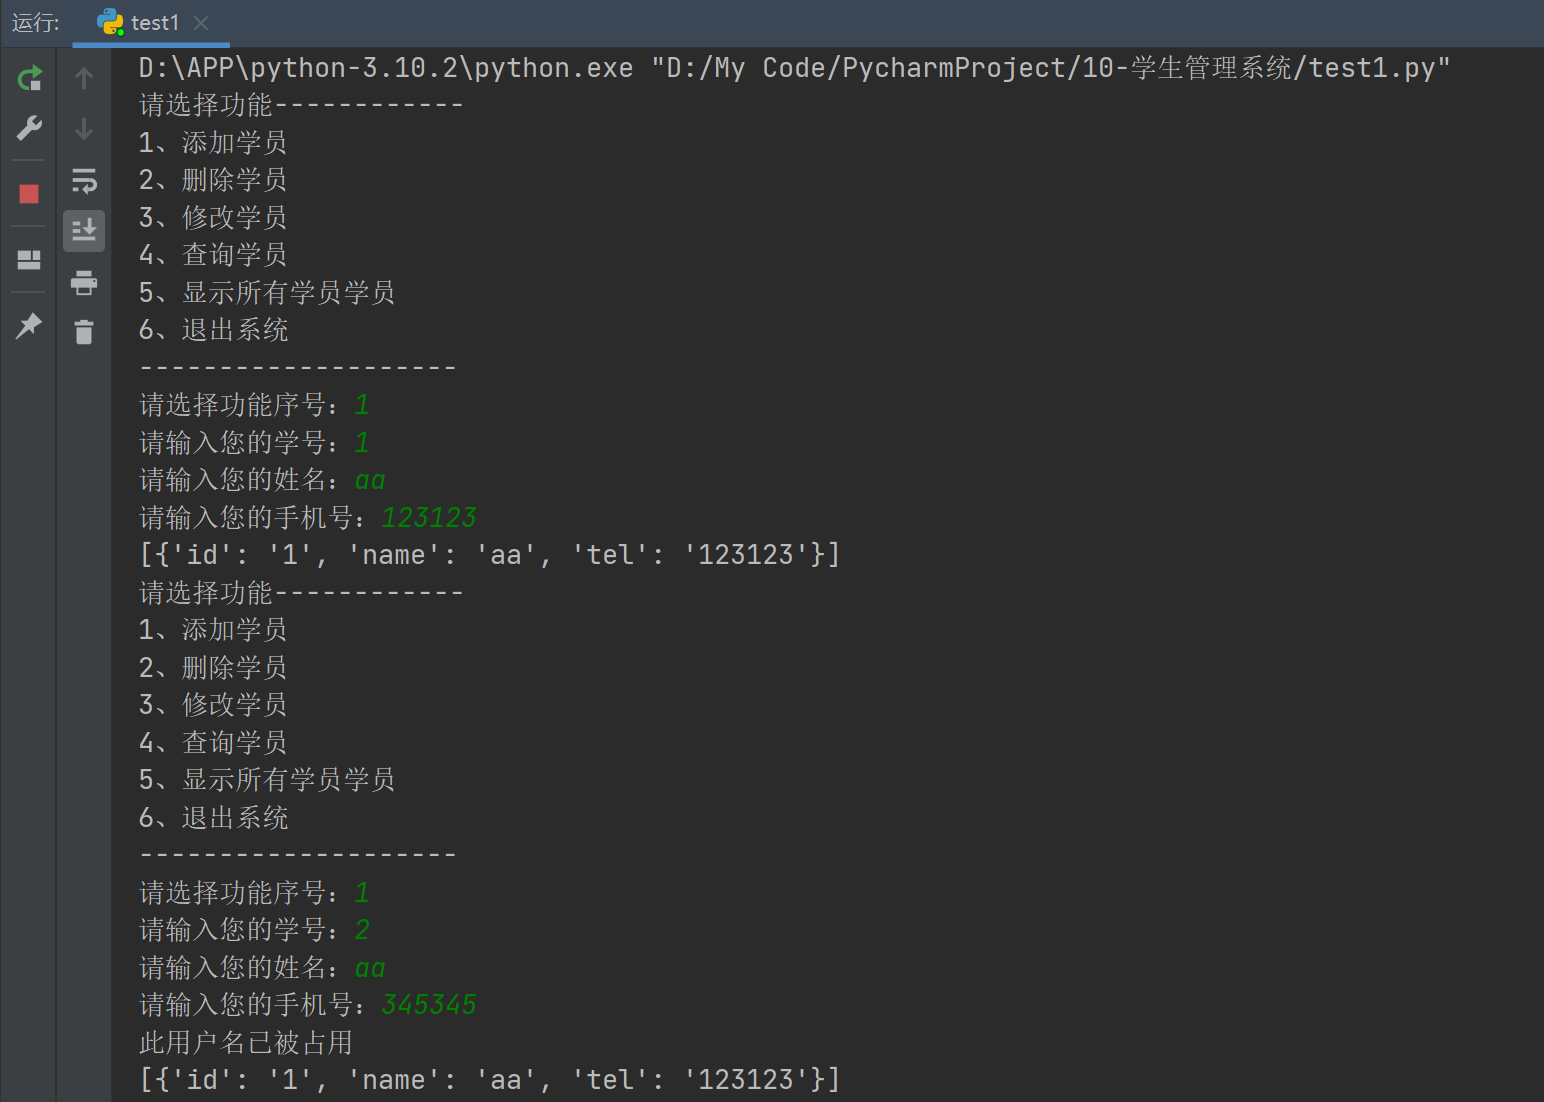 运行: test1
D:\APP\python-3.10.2\python.exe "D:/My Code/PycharmProject/10-学生管理系统/test1.py"
请选择功能------------
1、添加学员
2、删除学员
3、修改学员
4、查询学员
5、显示所有学员学员
6、退出系统
--------------------
请选择功能序号：1
请输入您的学号：1
请输入您的姓名：aa
请输入您的手机号：123123
[{'id': '1', 'name': 'aa', 'tel': '123123'}]
请选择功能------------
1、添加学员
2、删除学员
3、修改学员
4、查询学员
5、显示所有学员学员
6、退出系统
--------------------
请选择功能序号：1
请输入您的学号：2
请输入您的姓名：aa
请输入您的手机号：345345
此用户名已被占用
[{'id': '1', 'name': 'aa', 'tel': '123123'}]